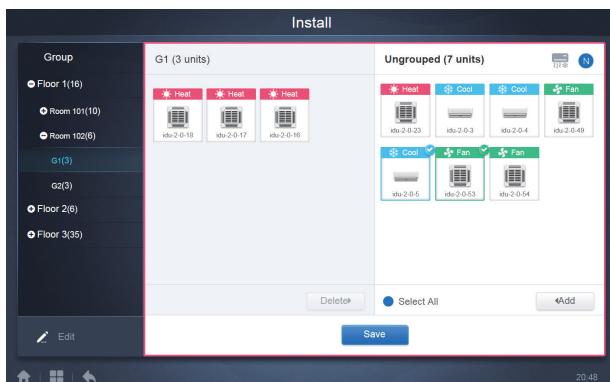 Install
Group
Floor 1(16)
Room 101(10)
Room 102(6)
G1(3)
G2(3)
Floor 2(6)
Floor 3(35)
Edit
G1 (3 units)
Heat Heat Heat
idu-2-0-18 idu-2-0-17 idu-2-0-16
Delete
Ungrouped (7 units) N
Heat Cool Cool Fan
idu-2-0-23 idu-2-0-3 idu-2-0-4 idu-2-0-49
Cool Fan Fan
idu-2-0-5 idu-2-0-53 idu-2-0-54
Select All Add
Save
20:48